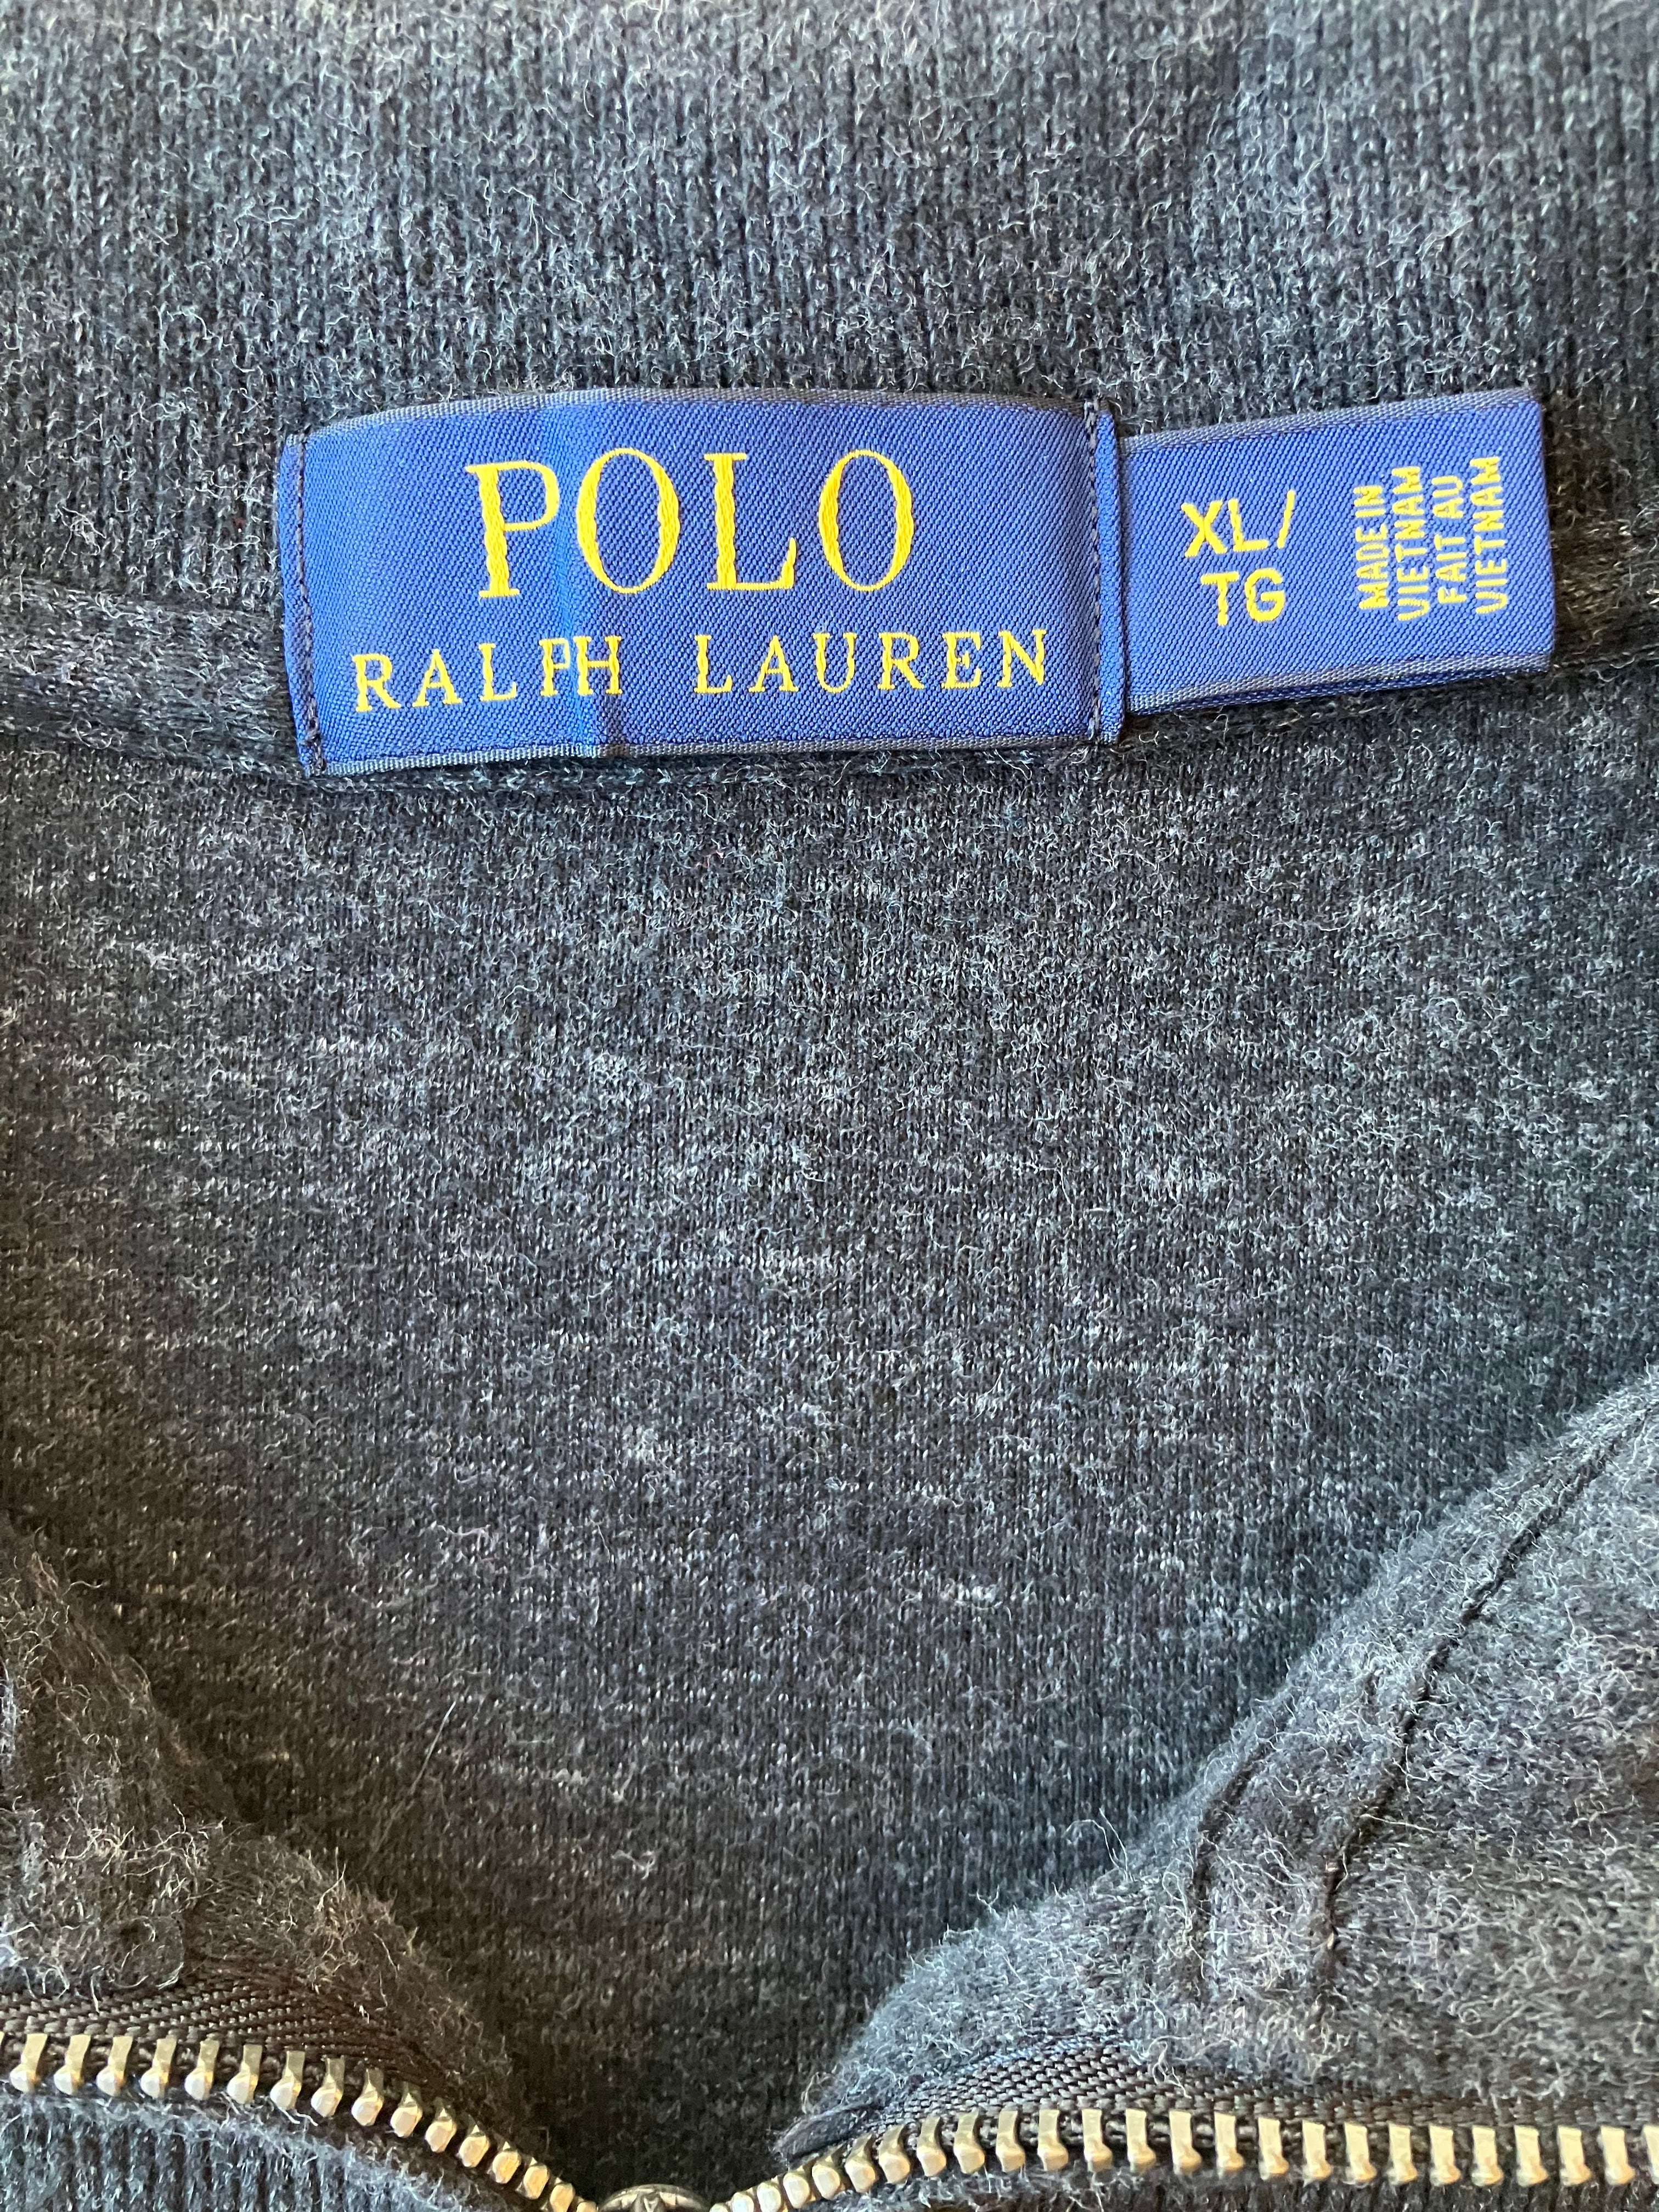 POLO
RALPH LAUREN
XL/
TG
MADE IN
VIETNAM
FAIT AU
VIETNAM